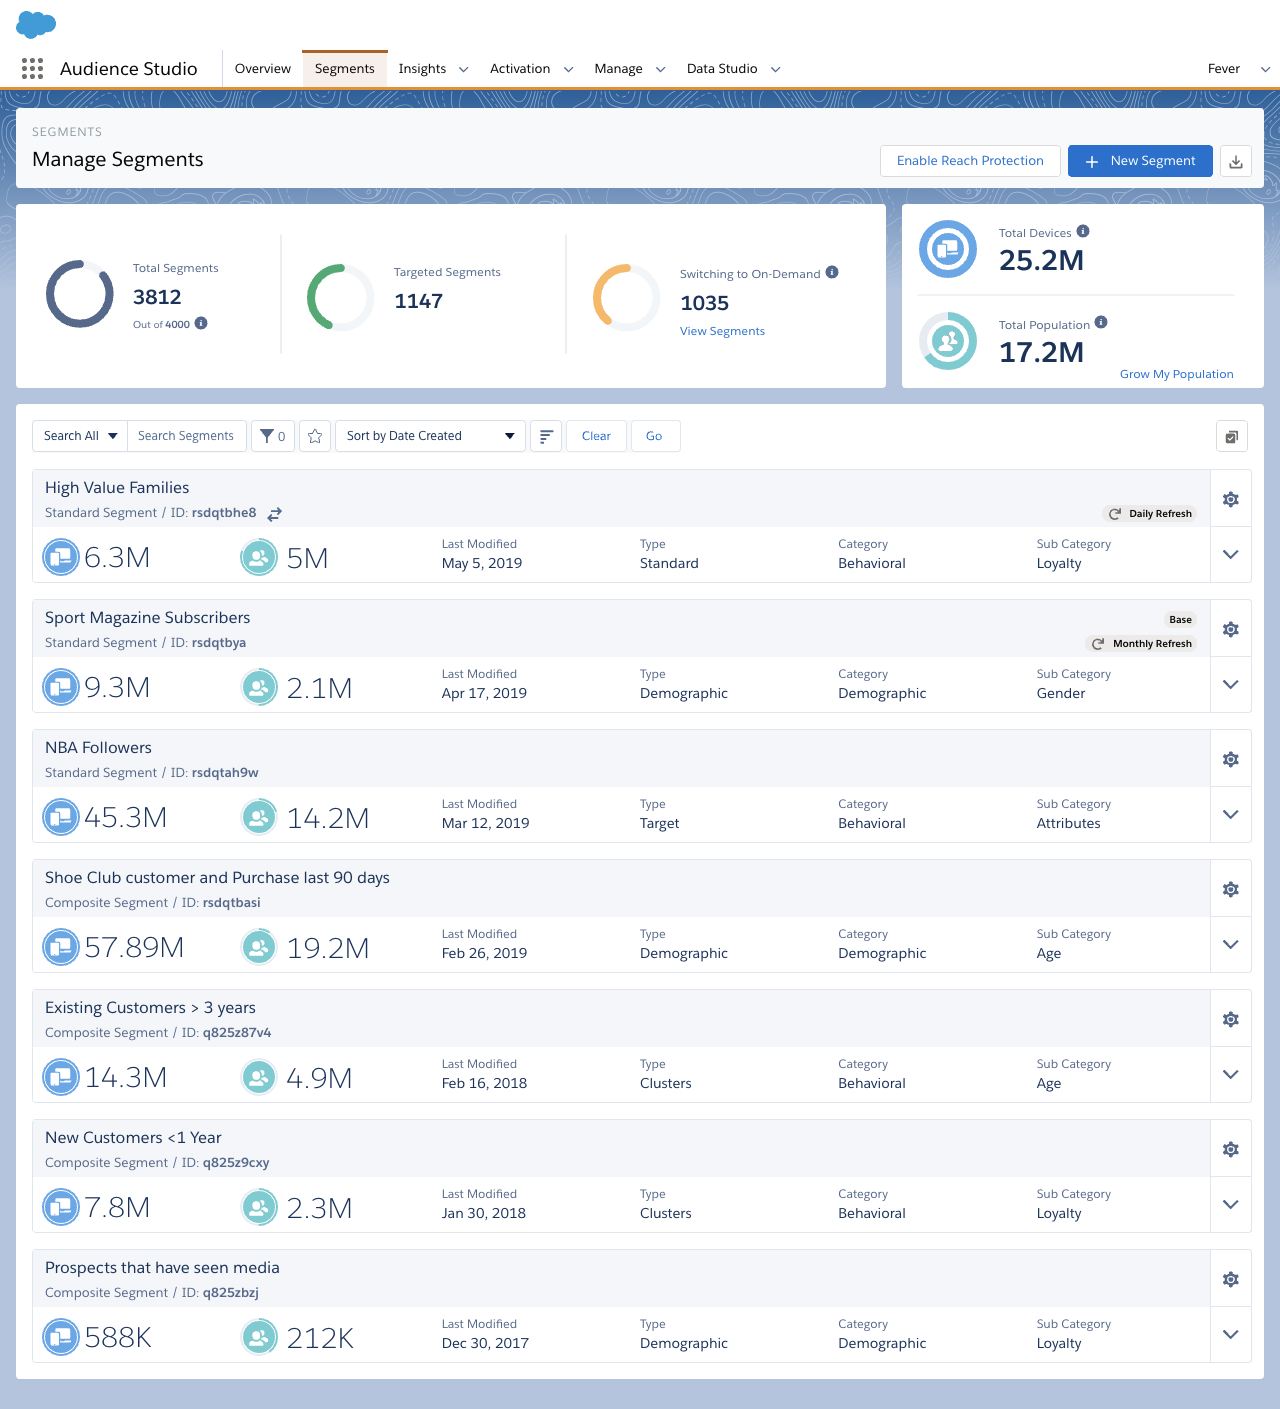 Audience Studio
Overview Segments Insights Activation Manage Data Studio Fever
SEGMENTS
Manage Segments
Enable Reach Protection
New Segment
Total Segments
3812
Out of 4000
Targeted Segments
1147
Switching to On-Demand
1035
View Segments
Total Devices
25.2M
Total Population
17.2M
Grow My Population
Search All Search Segments 0 Sort by Date Created Clear Go
High Value Families
Standard Segment / ID: rsdqtbhe8
Daily Refresh
6.3M
5M
Last Modified
May 5, 2019
Type
Standard
Category
Behavioral
Sub Category
Loyalty
Sport Magazine Subscribers
Base
Standard Segment / ID: rsdqtbya
Monthly Refresh
9.3M
2.1M
Last Modified
Apr 17, 2019
Type
Demographic
Category
Demographic
Sub Category
Gender
NBA Followers
Standard Segment / ID: rsdqtah9w
45.3M
14.2M
Last Modified
Mar 12, 2019
Type
Target
Category
Behavioral
Sub Category
Attributes
Shoe Club customer and Purchase last 90 days
Composite Segment / ID: rsdqtbasi
57.89M
19.2M
Last Modified
Feb 26, 2019
Type
Demographic
Category
Demographic
Sub Category
Age
Existing Customers > 3 years
Composite Segment / ID: q825z87v4
14.3M
4.9M
Last Modified
Feb 16, 2018
Type
Clusters
Category
Behavioral
Sub Category
Age
New Customers <1 Year
Composite Segment / ID: q825z9cxy
7.8M
2.3M
Last Modified
Jan 30, 2018
Type
Clusters
Category
Behavioral
Sub Category
Loyalty
Prospects that have seen media
Composite Segment / ID: q825zbzj
588K
212K
Last Modified
Dec 30, 2017
Type
Demographic
Category
Demographic
Sub Category
Loyalty